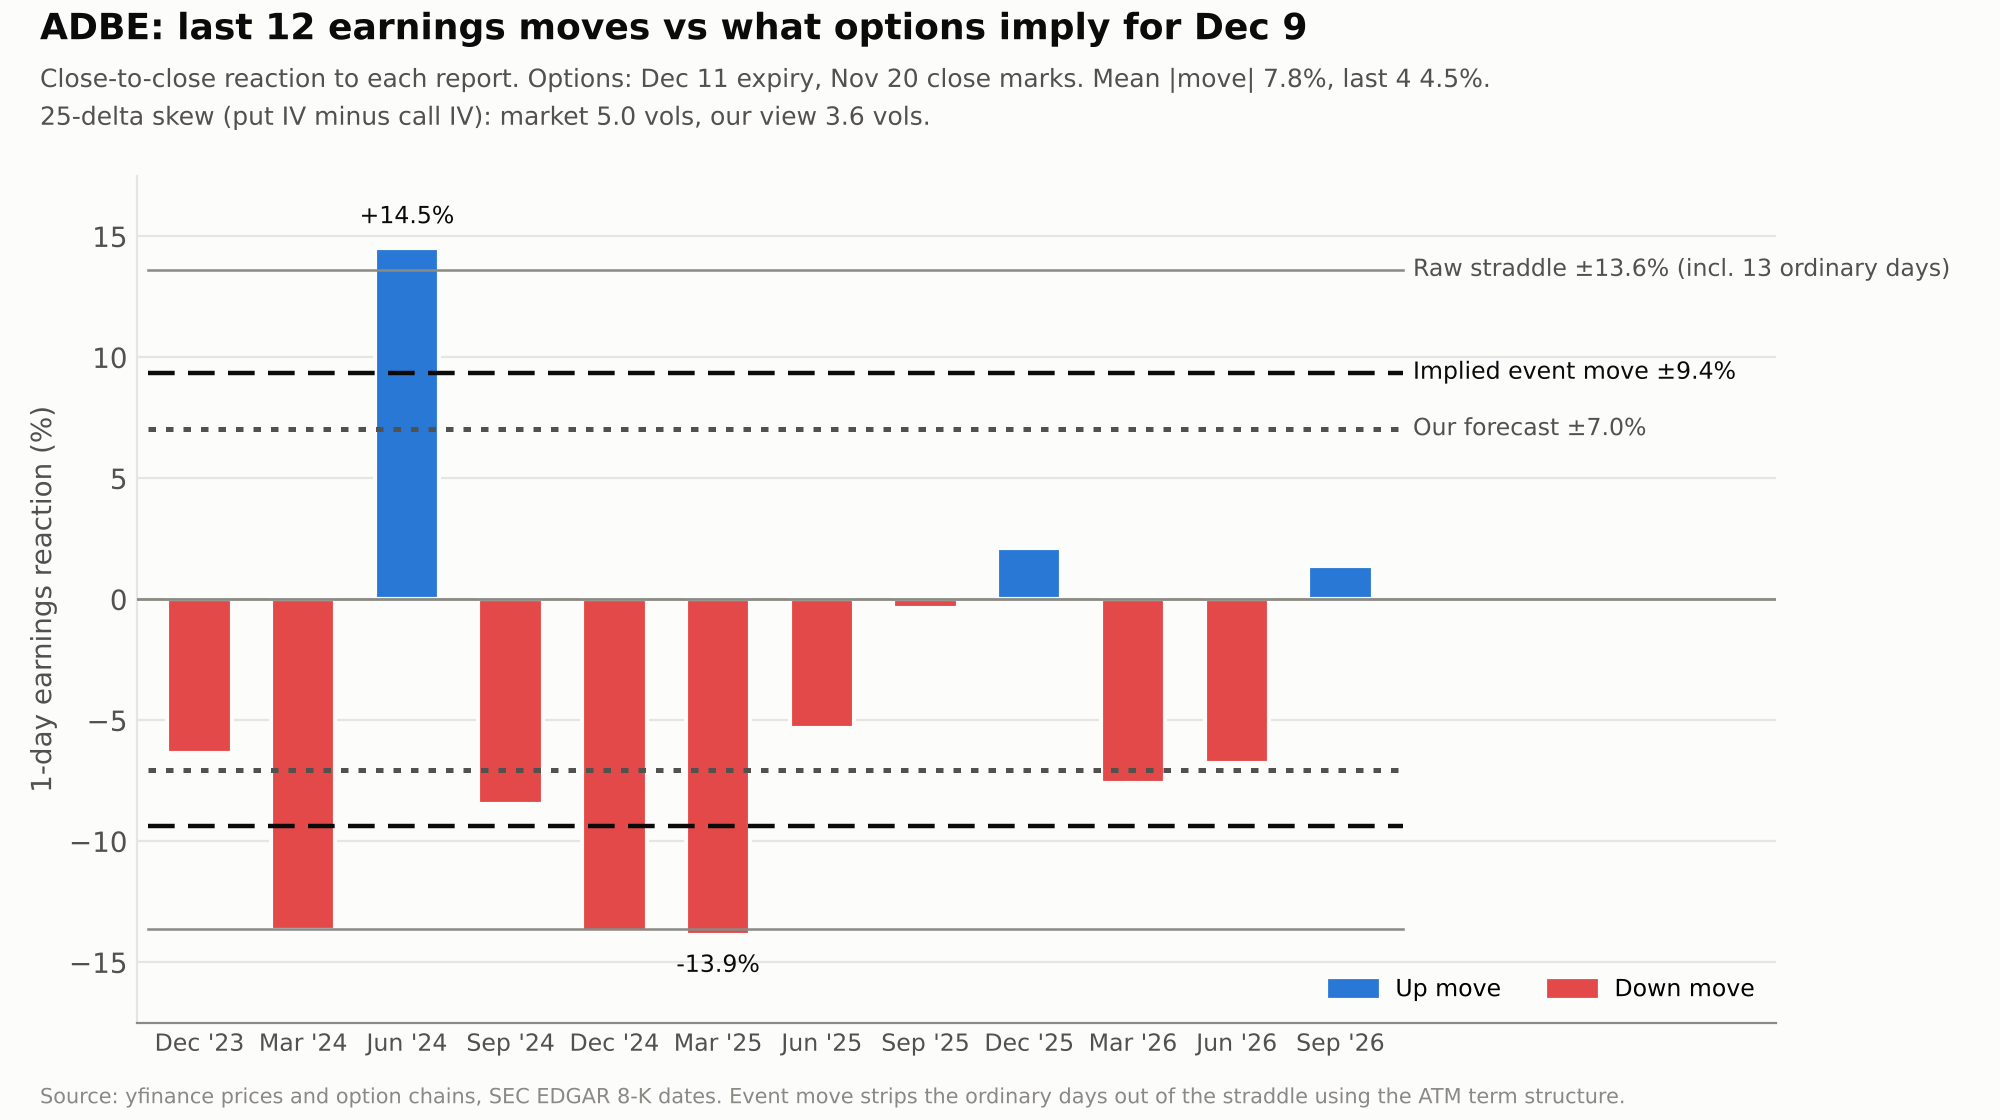 ADBE: last 12 earnings moves vs what options imply for Dec 9
Close-to-close reaction to each report. Options: Dec 11 expiry, Nov 20 close marks. Mean |move| 7.8%, last 4 4.5%.
25-delta skew (put IV minus call IV): market 5.0 vols, our view 3.6 vols.
1-day earnings reaction (%)
15
10
5
0
−5
−10
−15
+14.5%
-13.9%
Raw straddle ±13.6% (incl. 13 ordinary days)
Implied event move ±9.4%
Our forecast ±7.0%
Up move
Down move
Dec '23
Mar '24
Jun '24
Sep '24
Dec '24
Mar '25
Jun '25
Sep '25
Dec '25
Mar '26
Jun '26
Sep '26
Source: yfinance prices and option chains, SEC EDGAR 8-K dates. Event move strips the ordinary days out of the straddle using the ATM term structure.